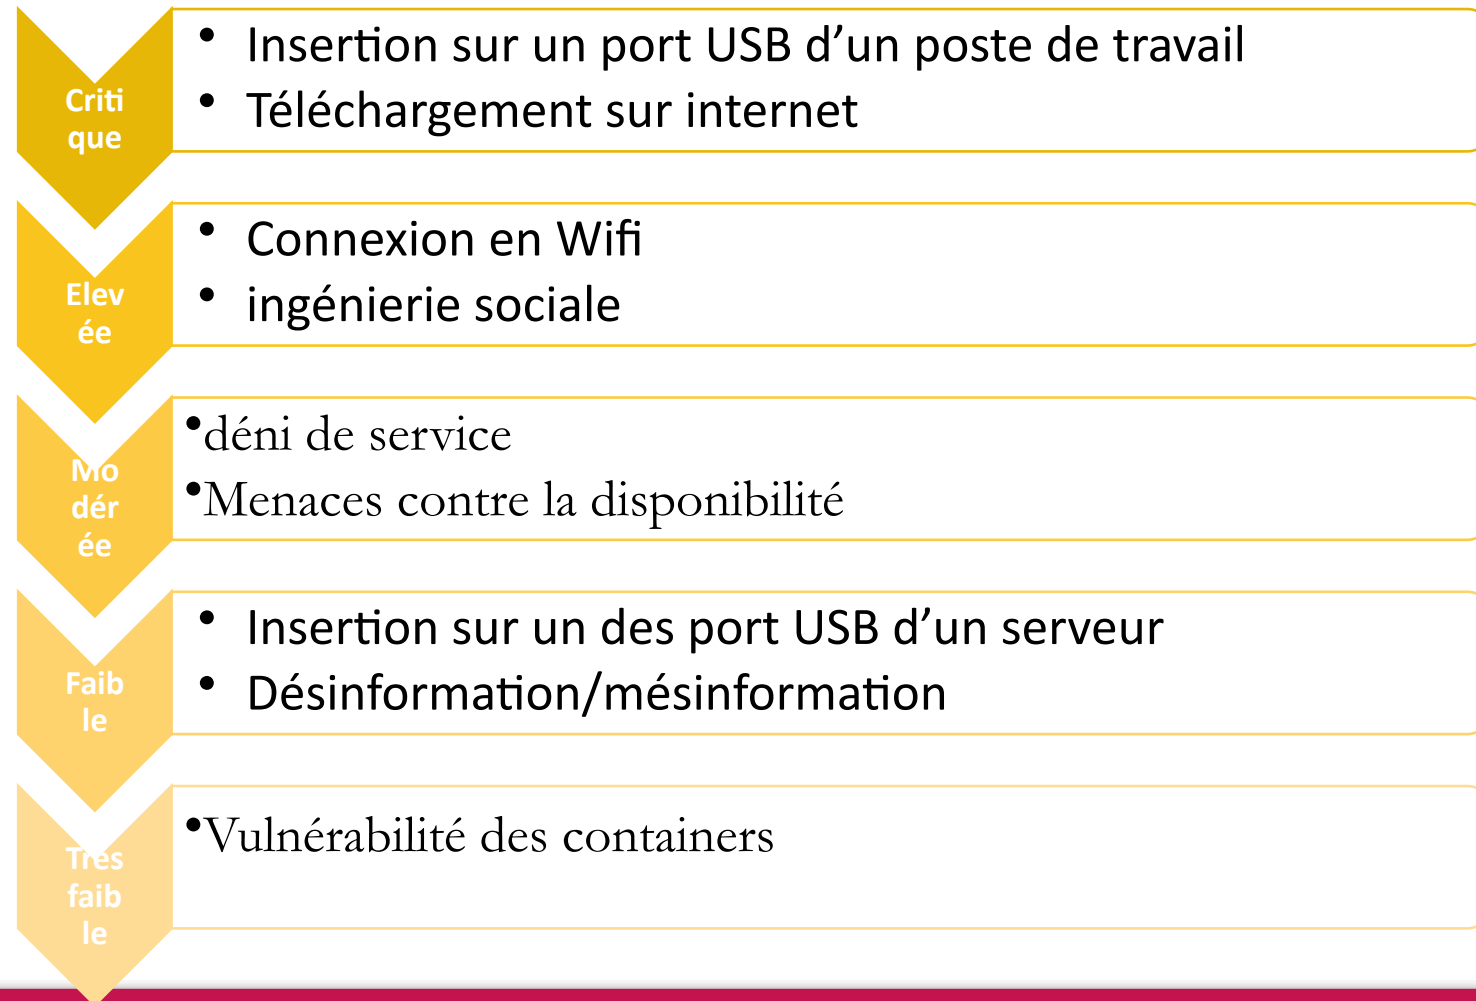 Criti
que
• Insertion sur un port USB d’un poste de travail
• Téléchargement sur internet
Elev
ée
• Connexion en Wifi
• ingénierie sociale
Mo
dér
ée
•déni de service
•Menaces contre la disponibilité
Faib
le
• Insertion sur un des port USB d’un serveur
• Désinformation/mésinformation
Très
faib
le
•Vulnérabilité des containers